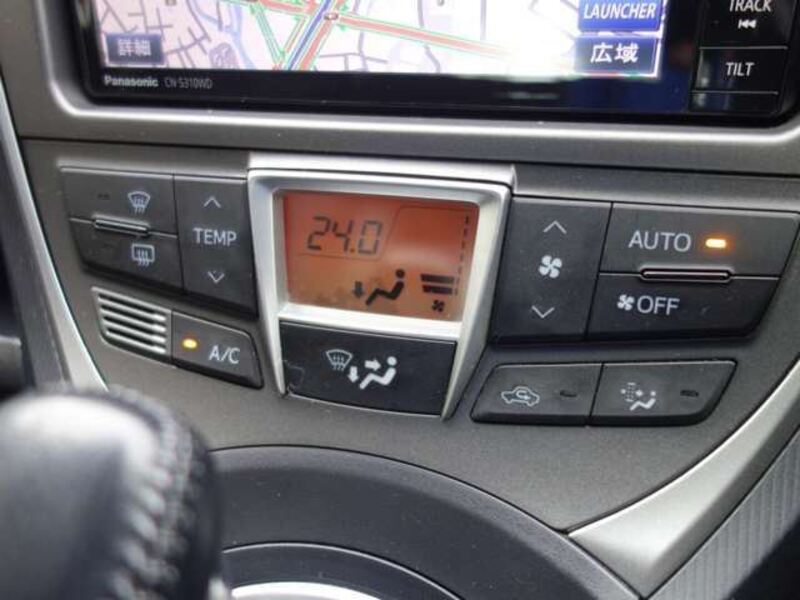 LAUNCHER
TRACK
詳細
広域
TILT
Panasonic CN-S310WD
TEMP
24.0
AUTO
OFF
A/C